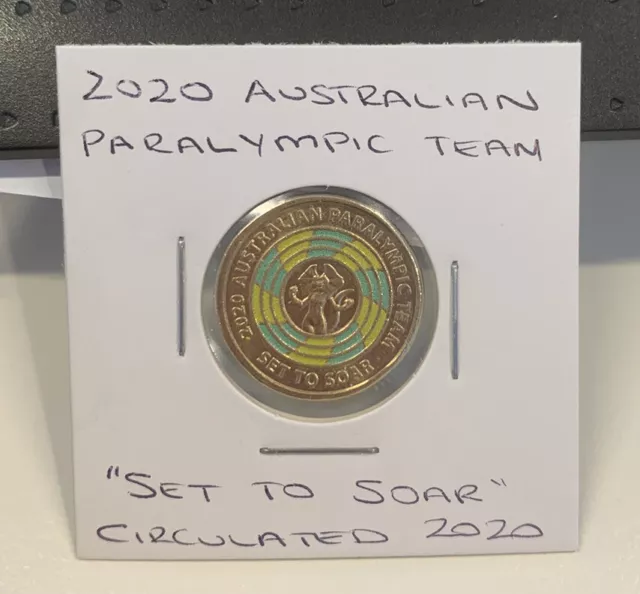 2020 AUSTRALIAN
PARALYMPIC TEAM
2020 AUSTRALIAN PARALYMPIC TEAM
SET TO SOAR
"SET TO SOAR"
CIRCULATED 2020